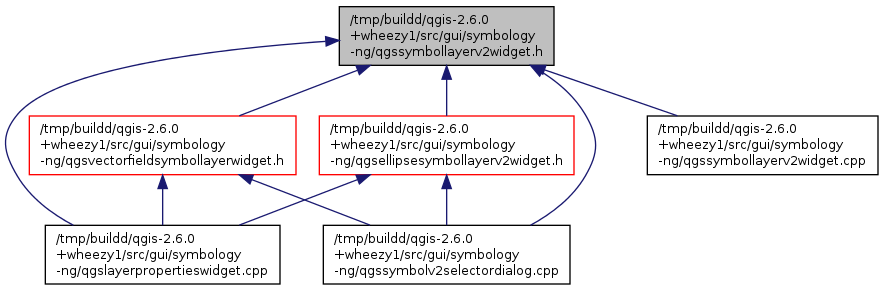 /tmp/buildd/qgis-2.6.0
+wheezy1/src/gui/symbology
-ng/qgssymbollayerv2widget.h
/tmp/buildd/qgis-2.6.0
+wheezy1/src/gui/symbology
-ng/qgsvectorfieldsymbollayerwidget.h
/tmp/buildd/qgis-2.6.0
+wheezy1/src/gui/symbology
-ng/qgsellipsesymbollayerv2widget.h
/tmp/buildd/qgis-2.6.0
+wheezy1/src/gui/symbology
-ng/qgssymbollayerv2widget.cpp
/tmp/buildd/qgis-2.6.0
+wheezy1/src/gui/symbology
-ng/qgslayerpropertieswidget.cpp
/tmp/buildd/qgis-2.6.0
+wheezy1/src/gui/symbology
-ng/qgssymbolv2selectordialog.cpp